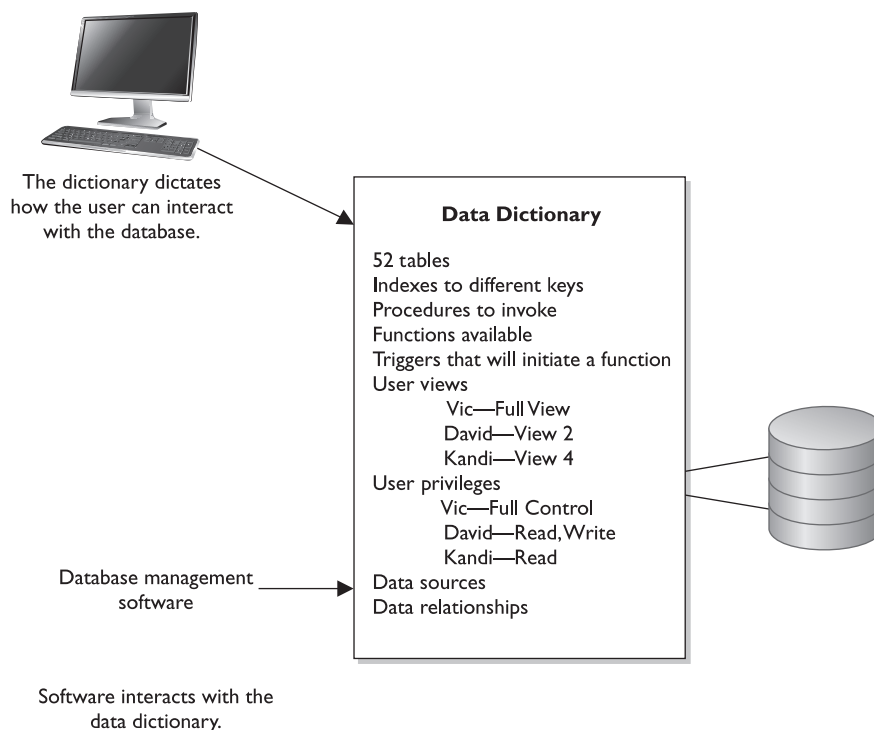 The dictionary dictates
how the user can interact
with the database.
Data Dictionary
52 tables
Indexes to different keys
Procedures to invoke
Functions available
Triggers that will initiate a function
User views
Vic—Full View
David—View 2
Kandi—View 4
User privileges
Vic—Full Control
David—Read, Write
Kandi—Read
Data sources
Data relationships
Database management
software
Software interacts with the
data dictionary.